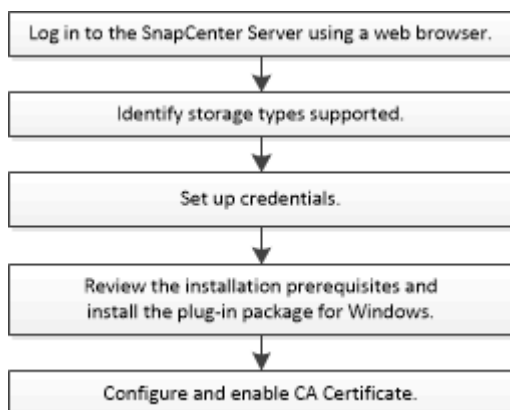 Log in to the SnapCenter Server using a web browser.
Identify storage types supported.
Set up credentials.
Review the installation prerequisites and
install the plug-in package for Windows.
Configure and enable CA Certificate.